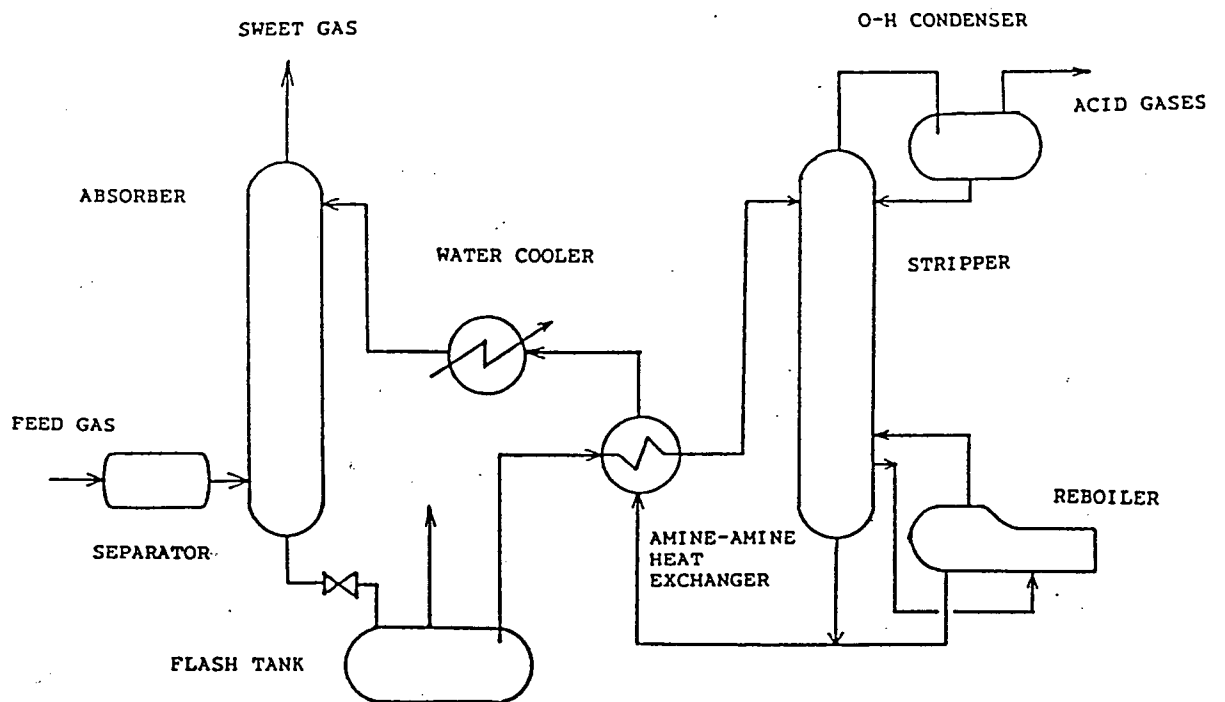 SWEET GAS
O-H CONDENSER
ACID GASES
ABSORBER
WATER COOLER
STRIPPER
FEED GAS
REBOILER
SEPARATOR
AMINE-AMINE
HEAT
EXCHANGER
FLASH TANK